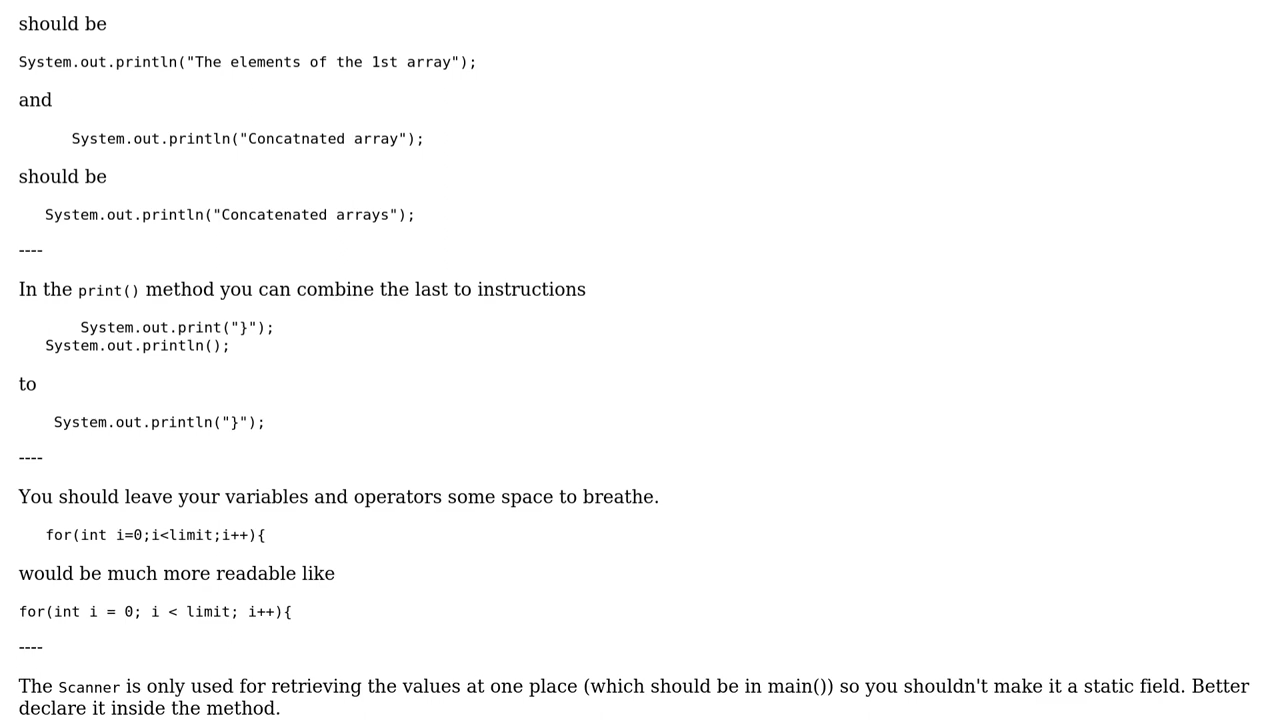 should be
System.out.println("The elements of the 1st array");
and
System.out.println("Concatnated array");
should be
System.out.println("Concatenated arrays");
----
In the print() method you can combine the last to instructions
System.out.print("}");
System.out.println();
to
System.out.println("}");
----
You should leave your variables and operators some space to breathe.
for(int i=0;i<limit;i++){
would be much more readable like
for(int i = 0; i < limit; i++){
----
The Scanner is only used for retrieving the values at one place (which should be in main()) so you shouldn't make it a static field. Better
declare it inside the method.